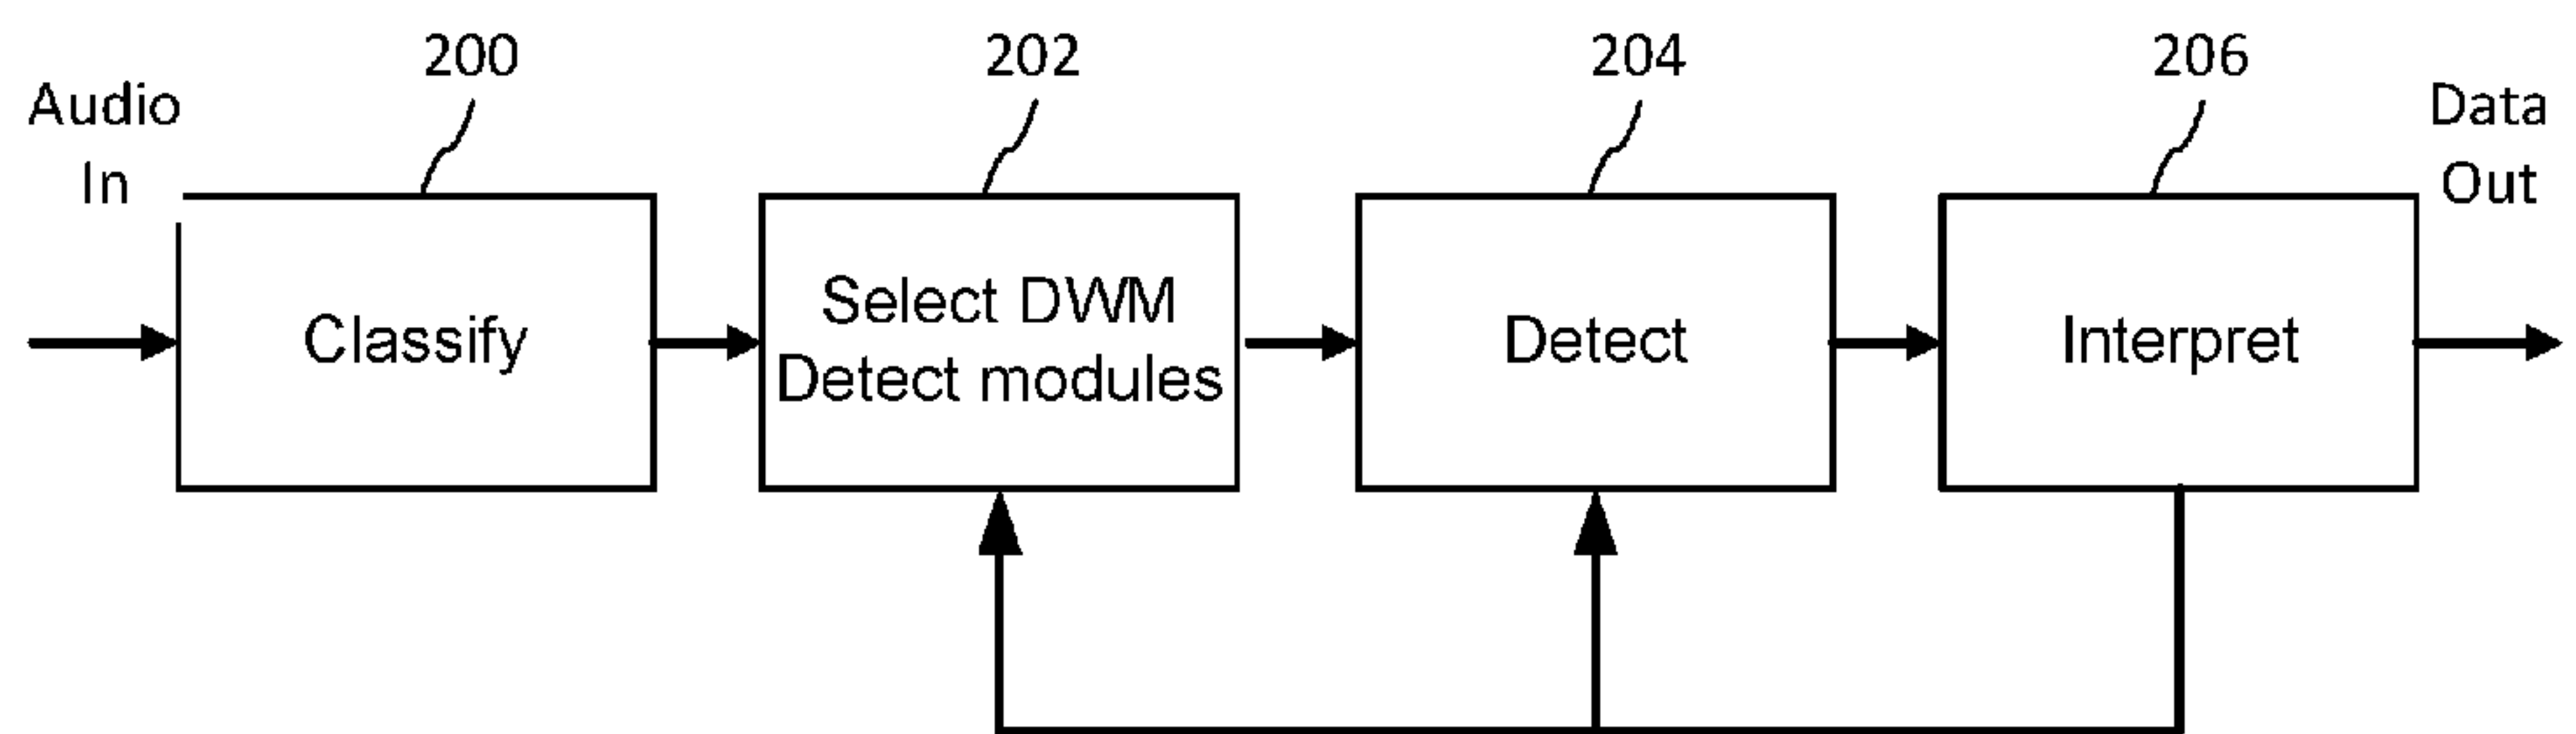 200
202
204
206
Audio
In
Data
Out
Classify
Select DWM
Detect modules
Detect
Interpret